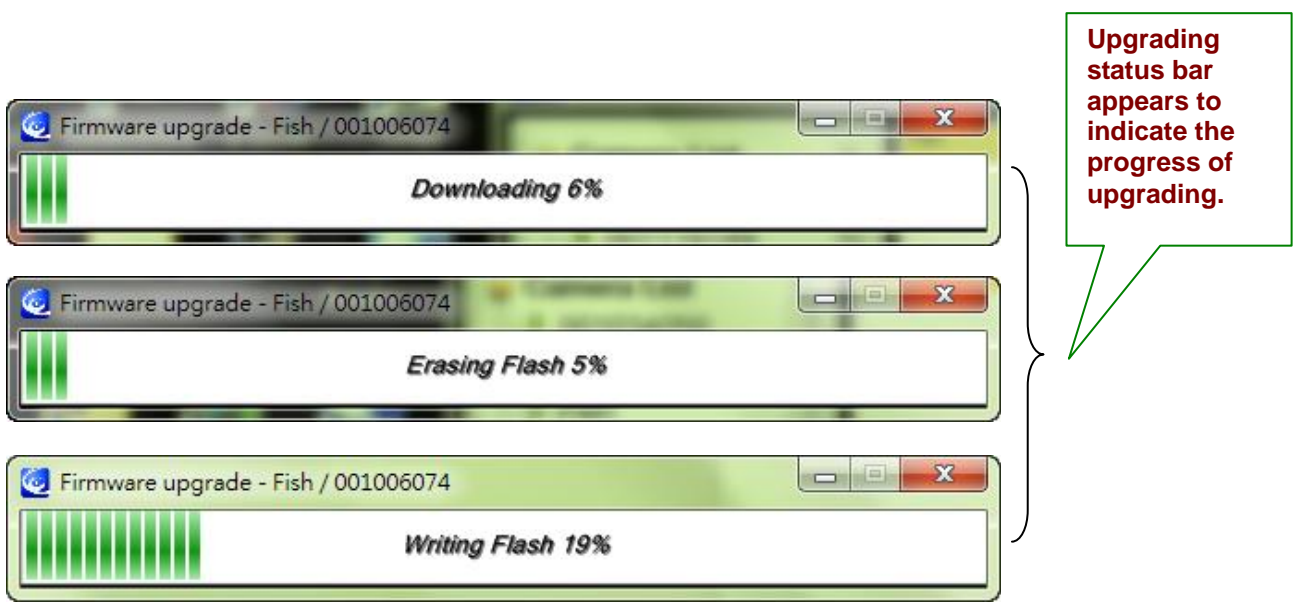 Upgrading
status bar
appears to
indicate the
progress of
upgrading.
Firmware upgrade - Fish / 001006074
Downloading 6%
Firmware upgrade - Fish / 001006074
Erasing Flash 5%
Firmware upgrade - Fish / 001006074
Writing Flash 19%